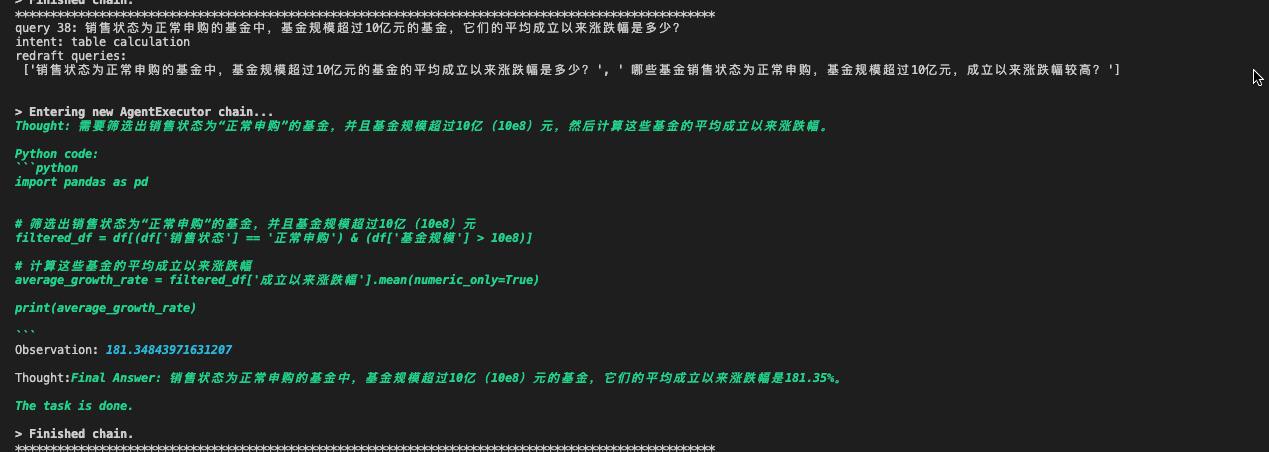 > Finished chain.
****************************************************************************************************
query 38: 销售状态为正常申购的基金中, 基金规模超过10亿元的基金, 它们的平均成立以来涨跌幅是多少?
intent: table calculation
redraft queries:
['销售状态为正常申购的基金中, 基金规模超过10亿元的基金的平均成立以来涨跌幅是多少? ', ' 哪些基金销售状态为正常申购, 基金规模超过10亿元, 成立以来涨跌幅较高? ']
> Entering new AgentExecutor chain...
Thought: 需要筛选出销售状态为“正常申购”的基金, 并且基金规模超过10亿 (10e8) 元, 然后计算这些基金的平均成立以来涨跌幅。
Python code:
```python
import pandas as pd
# 筛选出销售状态为“正常申购”的基金, 并且基金规模超过10亿 (10e8) 元
filtered_df = df[(df['销售状态'] == '正常申购') & (df['基金规模'] > 10e8)]
# 计算这些基金的平均成立以来涨跌幅
average_growth_rate = filtered_df['成立以来涨跌幅'].mean(numeric_only=True)
print(average_growth_rate)
```
Observation: 181.34843971631207
Thought:Final Answer: 销售状态为正常申购的基金中, 基金规模超过10亿 (10e8) 元的基金, 它们的平均成立以来涨跌幅是181.35%。
The task is done.
> Finished chain.
****************************************************************************************************